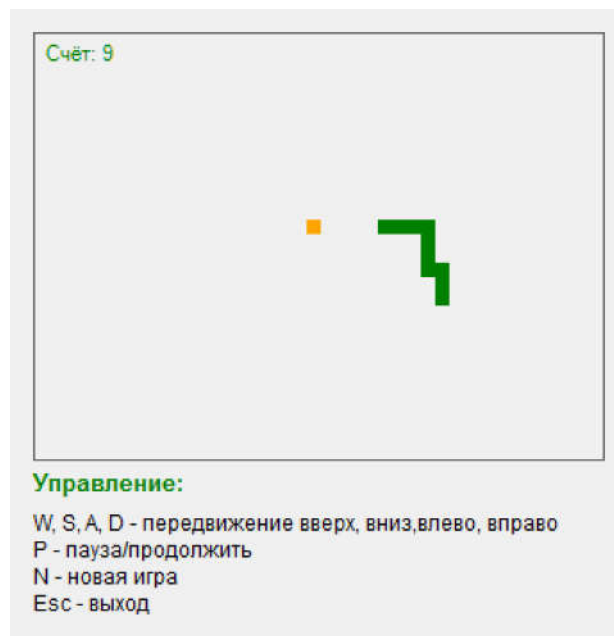 Счёт: 9
Управление:
W, S, A, D - передвижение вверх, вниз,влево, вправо
P - пауза/продолжить
N - новая игра
Esc - выход